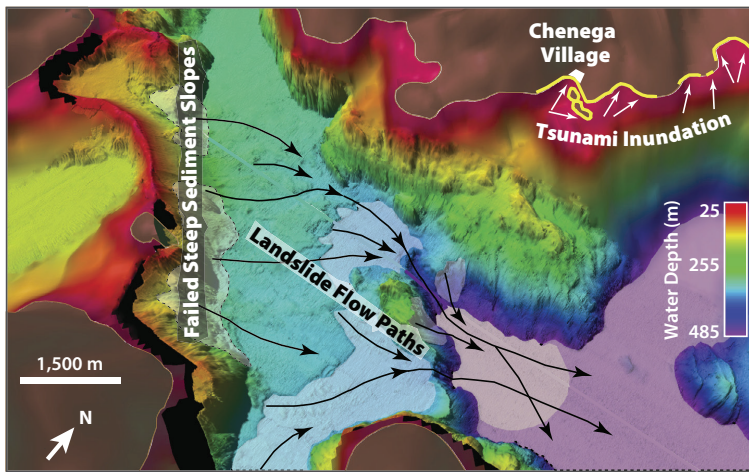 Chenega
Village
Tsunami Inundation
Failed Steep Sediment Slopes
Landslide Flow Paths
Water Depth (m)
25
255
485
1,500 m
N